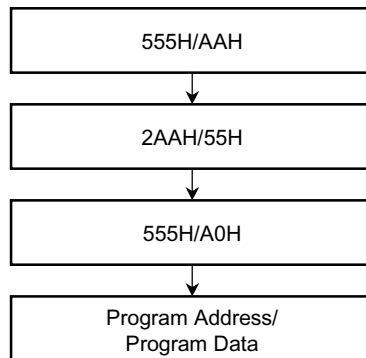 555H/AAH
2AAH/55H
555H/A0H
Program Address/
Program Data